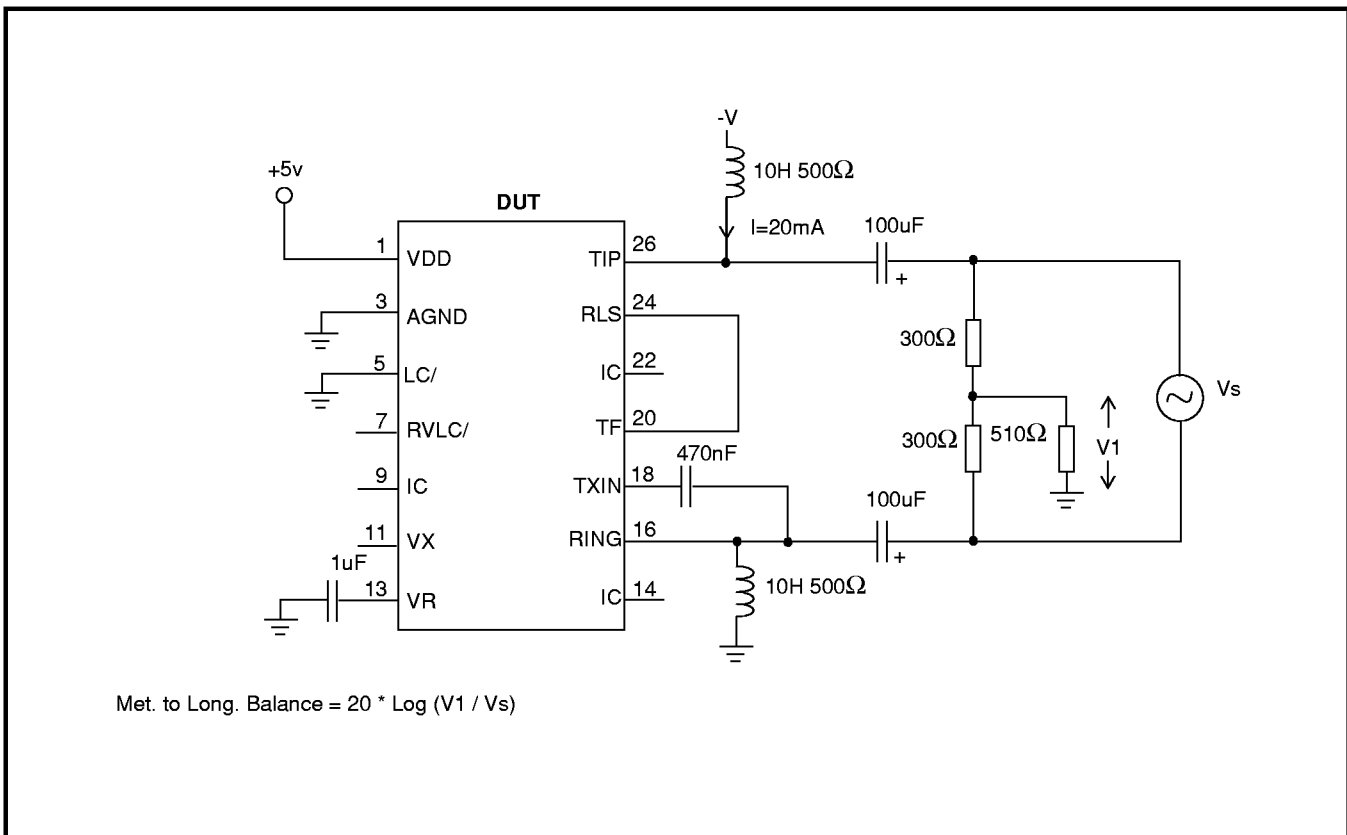 -V
10H 500Ω
+5v
DUT
I=20mA
100uF
1 VDD
TIP 26
+
3 AGND
RLS 24
300Ω
5 LC/
IC 22
Vs
7 RVLC/
TF 20
300Ω 510Ω
V1
470nF
9 IC
TXIN 18
100uF
11 VX
RING 16
+
1uF
10H 500Ω
13 VR
IC 14
Met. to Long. Balance = 20 * Log (V1 / Vs)